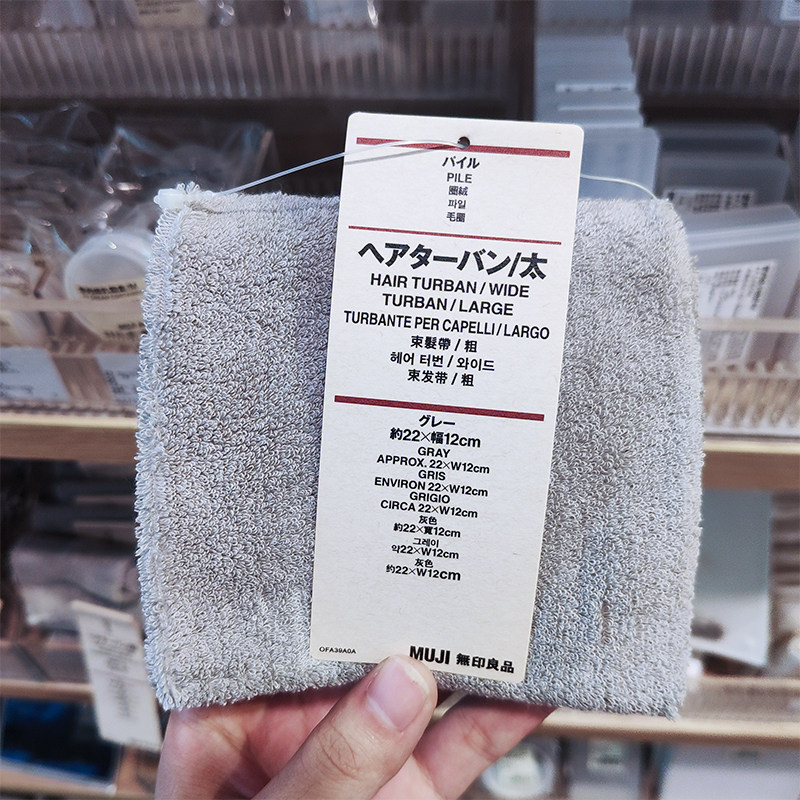 パイル
PILE
圈絨
파일
毛圈
ヘアターバン/太
HAIR TURBAN/WIDE
TURBAN/LARGE
TURBANTE PER CAPELLI/LARGO
束髮帶/粗
헤어 터번/와이드
束发带/粗
グレー
約22×幅12cm
GRAY
APPROX. 22×W12cm
GRIS
ENVIRON 22×W12cm
GRIGIO
CIRCA 22×W12cm
灰色
約22×寬12cm
그레이
약22×W12cm
灰色
约22×W12cm
OFA39A0A
MUJI 無印良品